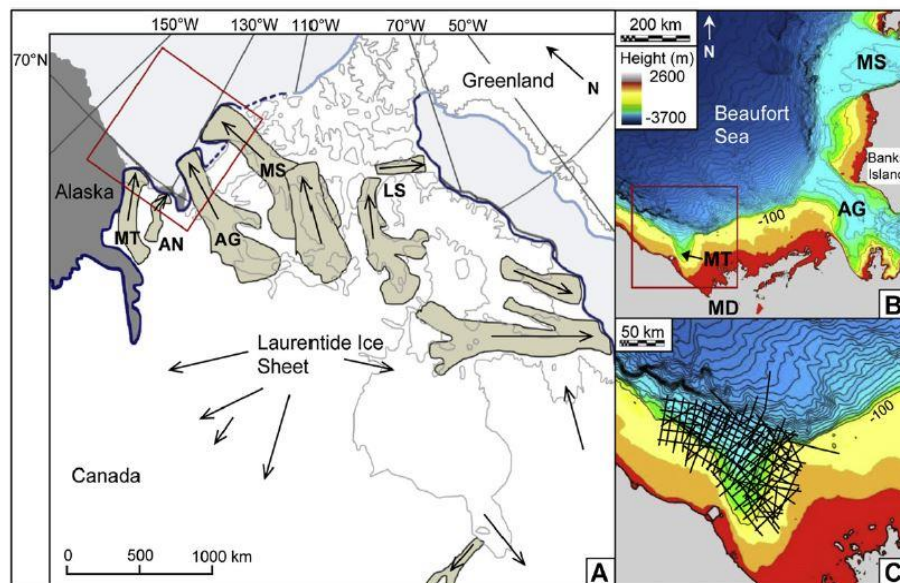 150°W
130°W
110°W
70°W
50°W
70°N
Greenland
N
MS
Alaska
LS
MT
AN
AG
Laurentide Ice
Sheet
Canada
0
500
1000 km
A
200 km
N
Height (m)
2600
-3700
MS
Beaufort
Sea
Banks
Island
AG
-100
MT
MD
B
50 km
-100
C